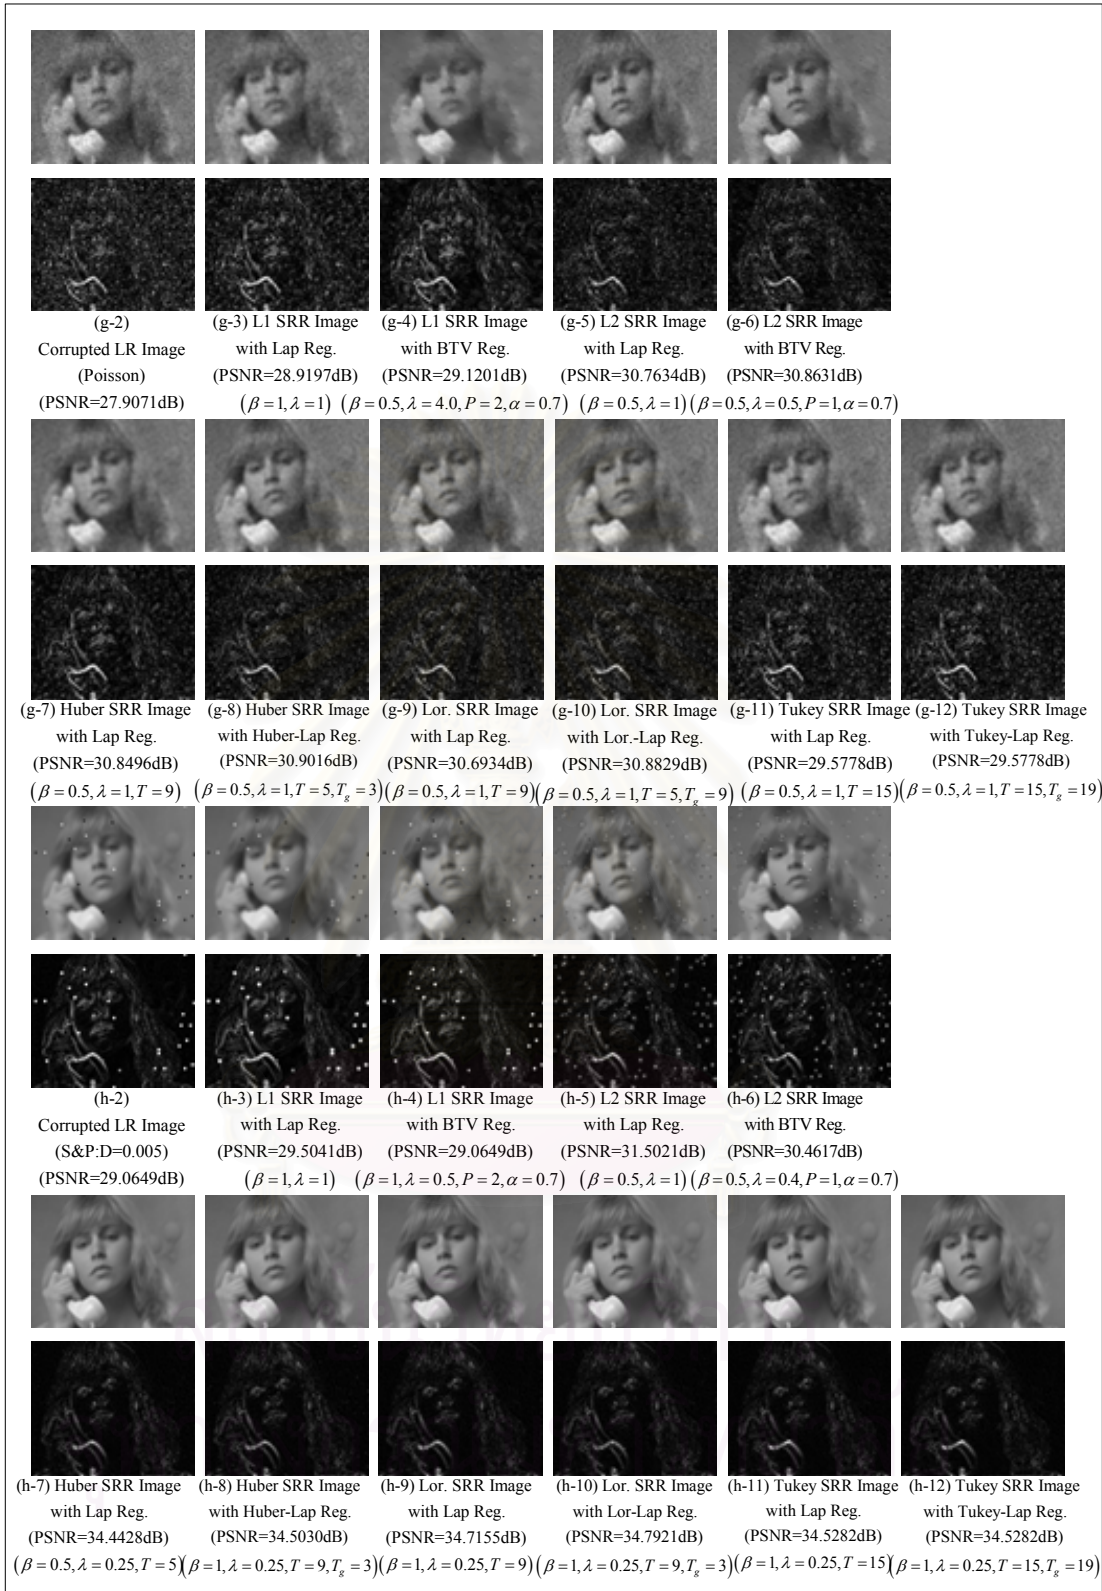 (g-2)
Corrupted LR Image
(Poisson)
(PSNR=27.9071dB)
(g-3) L1 SRR Image
with Lap Reg.
(PSNR=28.9197dB)
(β = 1, λ = 1)
(g-4) L1 SRR Image
with BTV Reg.
(PSNR=29.1201dB)
(β = 0.5, λ = 4.0, P = 2, α = 0.7)
(g-5) L2 SRR Image
with Lap Reg.
(PSNR=30.7634dB)
(β = 0.5, λ = 1)
(g-6) L2 SRR Image
with BTV Reg.
(PSNR=30.8631dB)
(β = 0.5, λ = 0.5, P = 1, α = 0.7)
(g-7) Huber SRR Image
with Lap Reg.
(PSNR=30.8496dB)
(β = 0.5, λ = 1, T = 9)
(g-8) Huber SRR Image
with Huber-Lap Reg.
(PSNR=30.9016dB)
(β = 0.5, λ = 1, T = 5, T_g = 3)
(g-9) Lor. SRR Image
with Lap Reg.
(PSNR=30.6934dB)
(β = 0.5, λ = 1, T = 9)
(g-10) Lor. SRR Image
with Lor.-Lap Reg.
(PSNR=30.8829dB)
(β = 0.5, λ = 1, T = 5, T_g = 9)
(g-11) Tukey SRR Image
with Lap Reg.
(PSNR=29.5778dB)
(β = 0.5, λ = 1, T = 15)
(g-12) Tukey SRR Image
with Tukey-Lap Reg.
(PSNR=29.5778dB)
(β = 0.5, λ = 1, T = 15, T_g = 19)
(h-2)
Corrupted LR Image
(S&P:D=0.005)
(PSNR=29.0649dB)
(h-3) L1 SRR Image
with Lap Reg.
(PSNR=29.5041dB)
(β = 1, λ = 1)
(h-4) L1 SRR Image
with BTV Reg.
(PSNR=29.0649dB)
(β = 1, λ = 0.5, P = 2, α = 0.7)
(h-5) L2 SRR Image
with Lap Reg.
(PSNR=31.5021dB)
(β = 0.5, λ = 1)
(h-6) L2 SRR Image
with BTV Reg.
(PSNR=30.4617dB)
(β = 0.5, λ = 0.4, P = 1, α = 0.7)
(h-7) Huber SRR Image
with Lap Reg.
(PSNR=34.4428dB)
(β = 0.5, λ = 0.25, T = 5)
(h-8) Huber SRR Image
with Huber-Lap Reg.
(PSNR=34.5030dB)
(β = 1, λ = 0.25, T = 9, T_g = 3)
(h-9) Lor. SRR Image
with Lap Reg.
(PSNR=34.7155dB)
(β = 1, λ = 0.25, T = 9)
(h-10) Lor. SRR Image
with Lor-Lap Reg.
(PSNR=34.7921dB)
(β = 1, λ = 0.25, T = 9, T_g = 3)
(h-11) Tukey SRR Image
with Lap Reg.
(PSNR=34.5282dB)
(β = 1, λ = 0.25, T = 15)
(h-12) Tukey SRR Image
with Tukey-Lap Reg.
(PSNR=34.5282dB)
(β = 1, λ = 0.25, T = 15, T_g = 19)